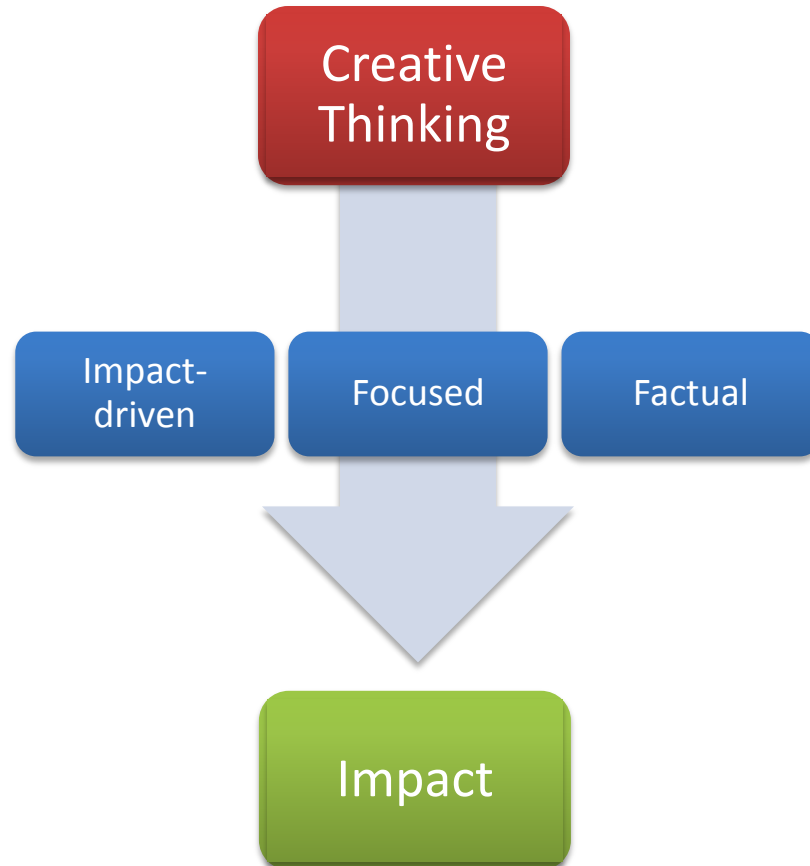 Creative
Thinking
Impact-
driven
Focused
Factual
Impact